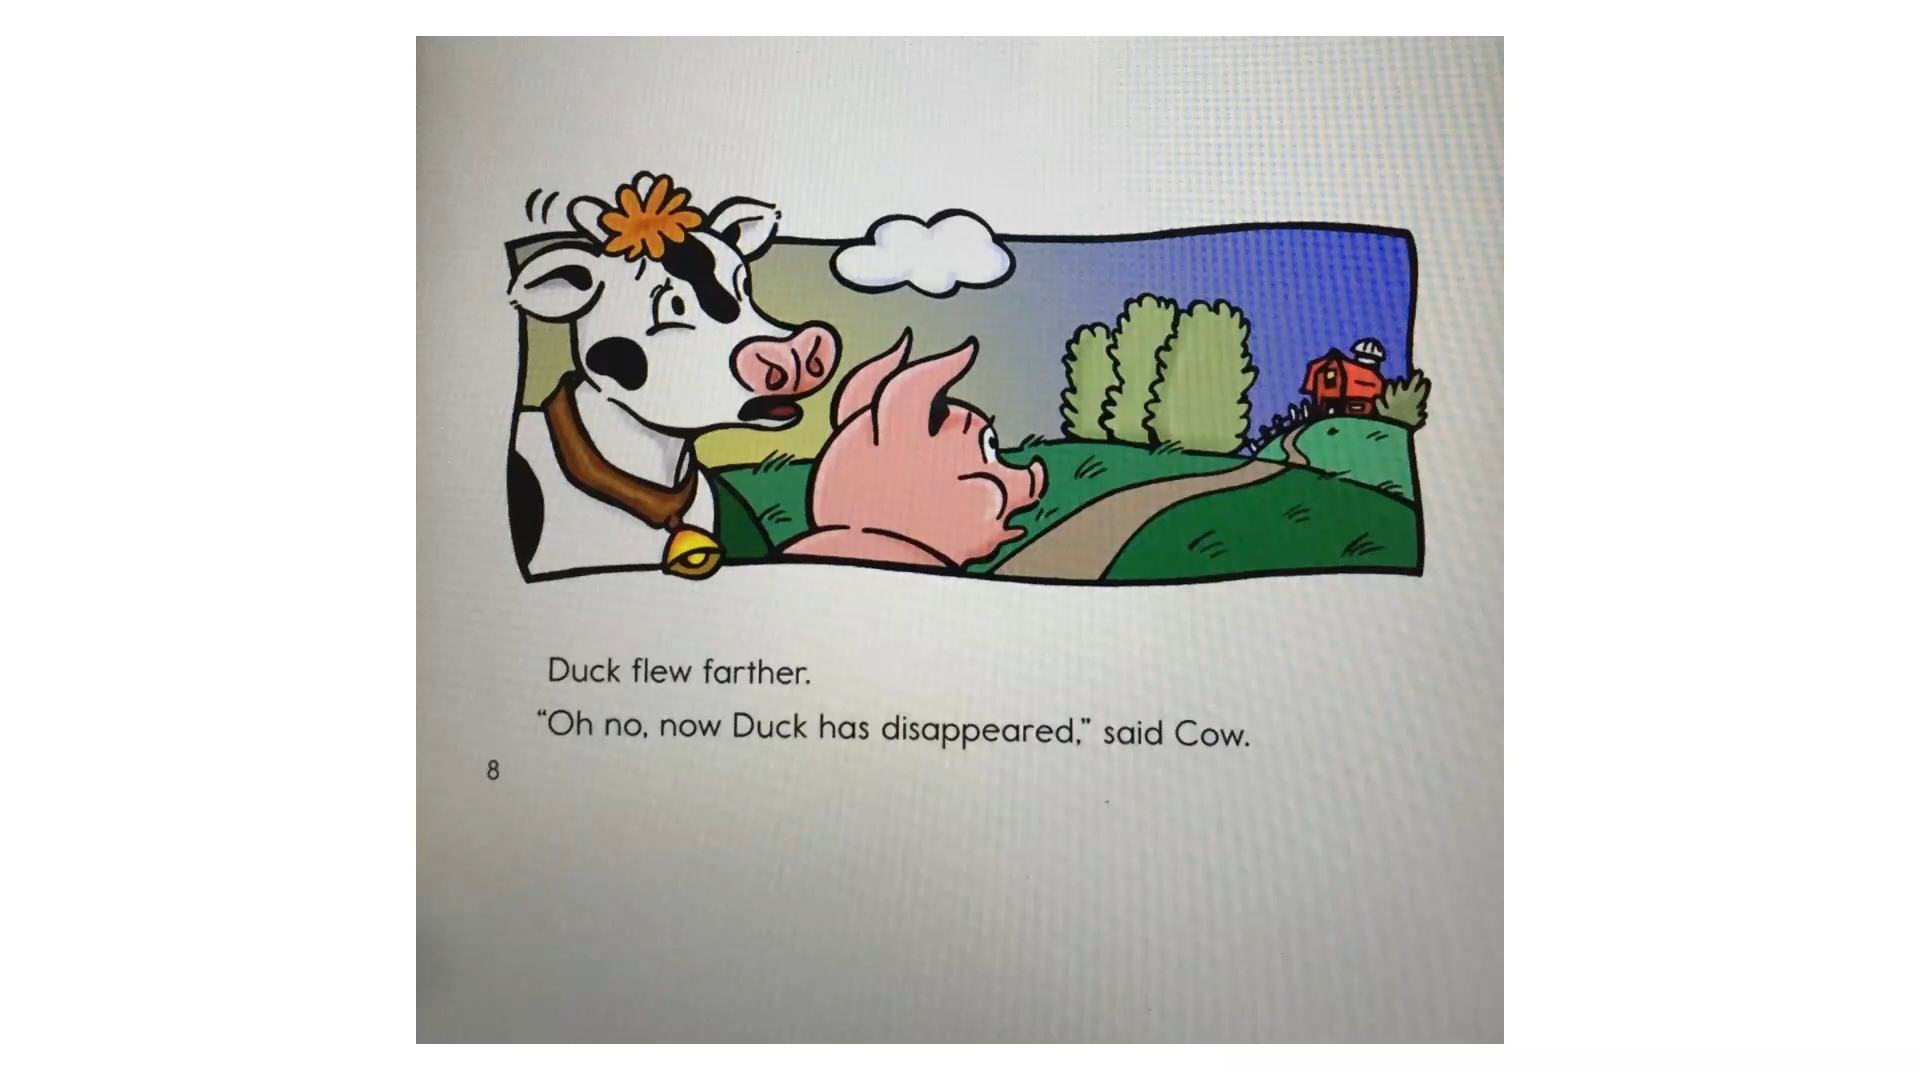 Duck flew farther.
“Oh no, now Duck has disappeared,” said Cow.
8